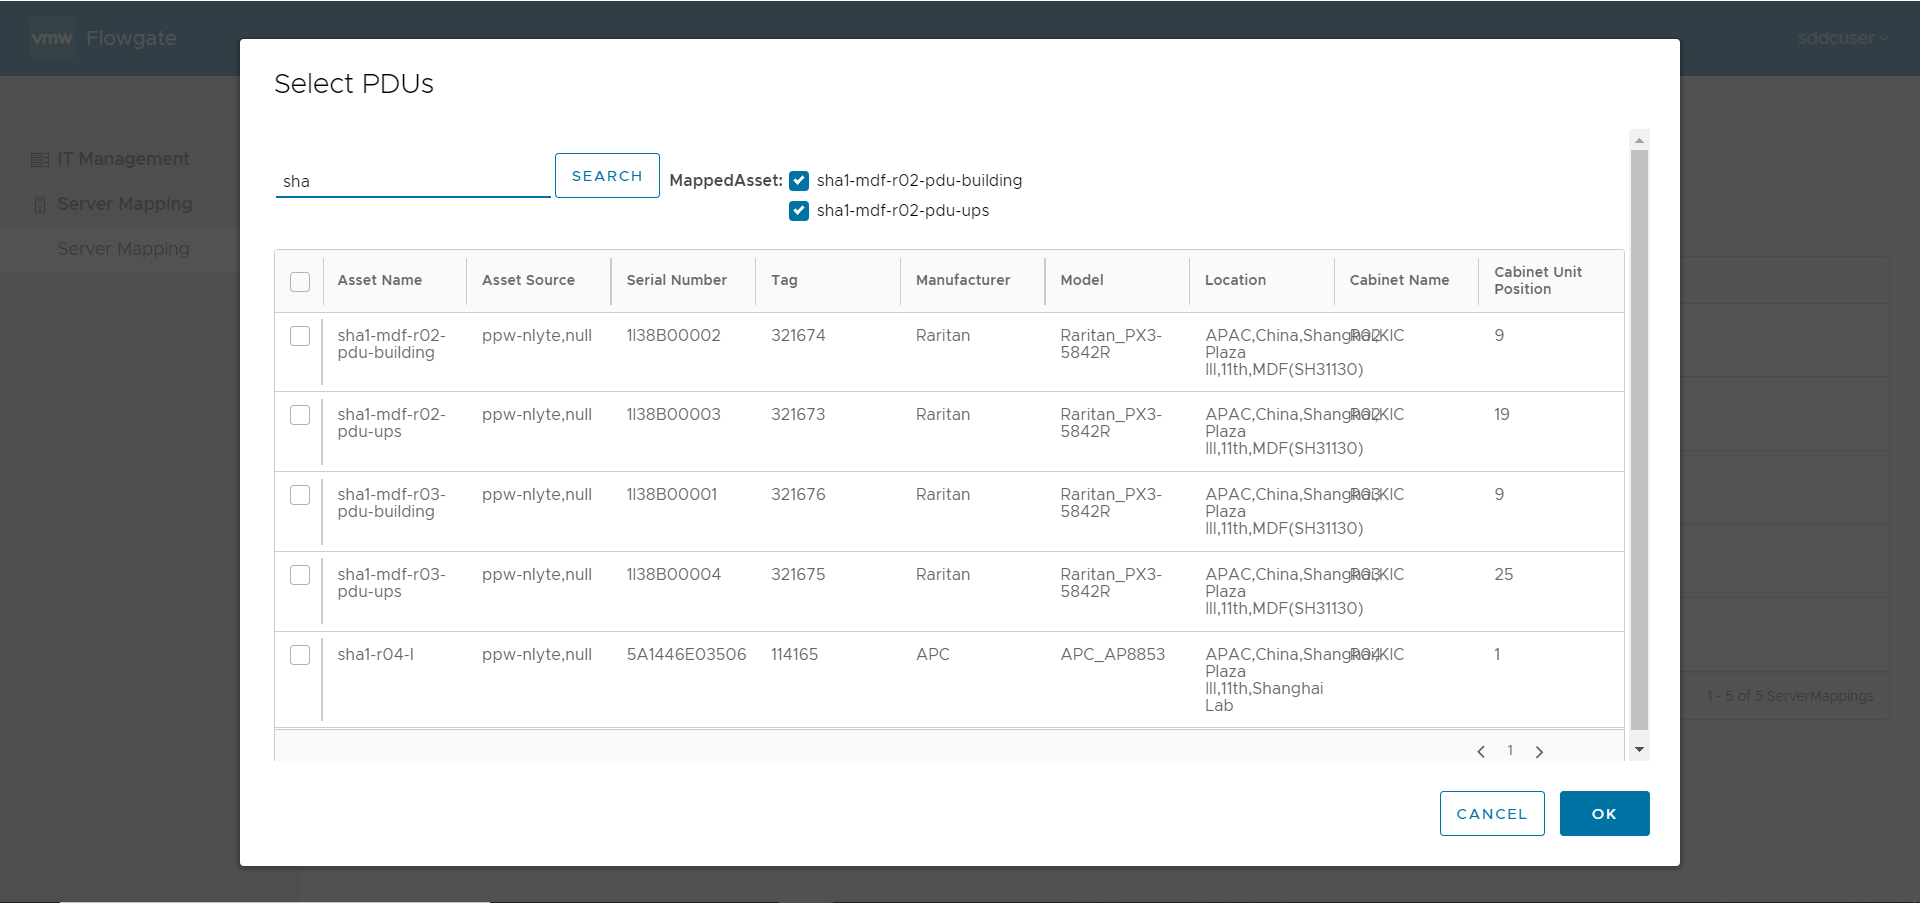 vmw Flowgate
sddcuser
Select PDUs
IT Management
Server Mapping
Server Mapping
sha
SEARCH
MappedAsset:
sha1-mdf-r02-pdu-building
sha1-mdf-r02-pdu-ups
Asset Name Asset Source Serial Number Tag Manufacturer Model Location Cabinet Name Cabinet Unit
Position
sha1-mdf-r02- ppw-nlyte,null 1I38B00002 321674 Raritan Raritan_PX3- APAC,China,Shanghai,KIC R02 9
pdu-building 5842R Plaza
III,11th,MDF(SH31130)
sha1-mdf-r02- ppw-nlyte,null 1I38B00003 321673 Raritan Raritan_PX3- APAC,China,Shanghai,KIC R02 19
pdu-ups 5842R Plaza
III,11th,MDF(SH31130)
sha1-mdf-r03- ppw-nlyte,null 1I38B00001 321676 Raritan Raritan_PX3- APAC,China,Shanghai,KIC R03 9
pdu-building 5842R Plaza
III,11th,MDF(SH31130)
sha1-mdf-r03- ppw-nlyte,null 1I38B00004 321675 Raritan Raritan_PX3- APAC,China,Shanghai,KIC R03 25
pdu-ups 5842R Plaza
III,11th,MDF(SH31130)
sha1-r04-l ppw-nlyte,null 5A1446E03506 114165 APC APC_AP8853 APAC,China,Shanghai,KIC R04 1
Plaza
III,11th,Shanghai
Lab
1 - 5 of 5 ServerMappings
1
CANCEL
OK